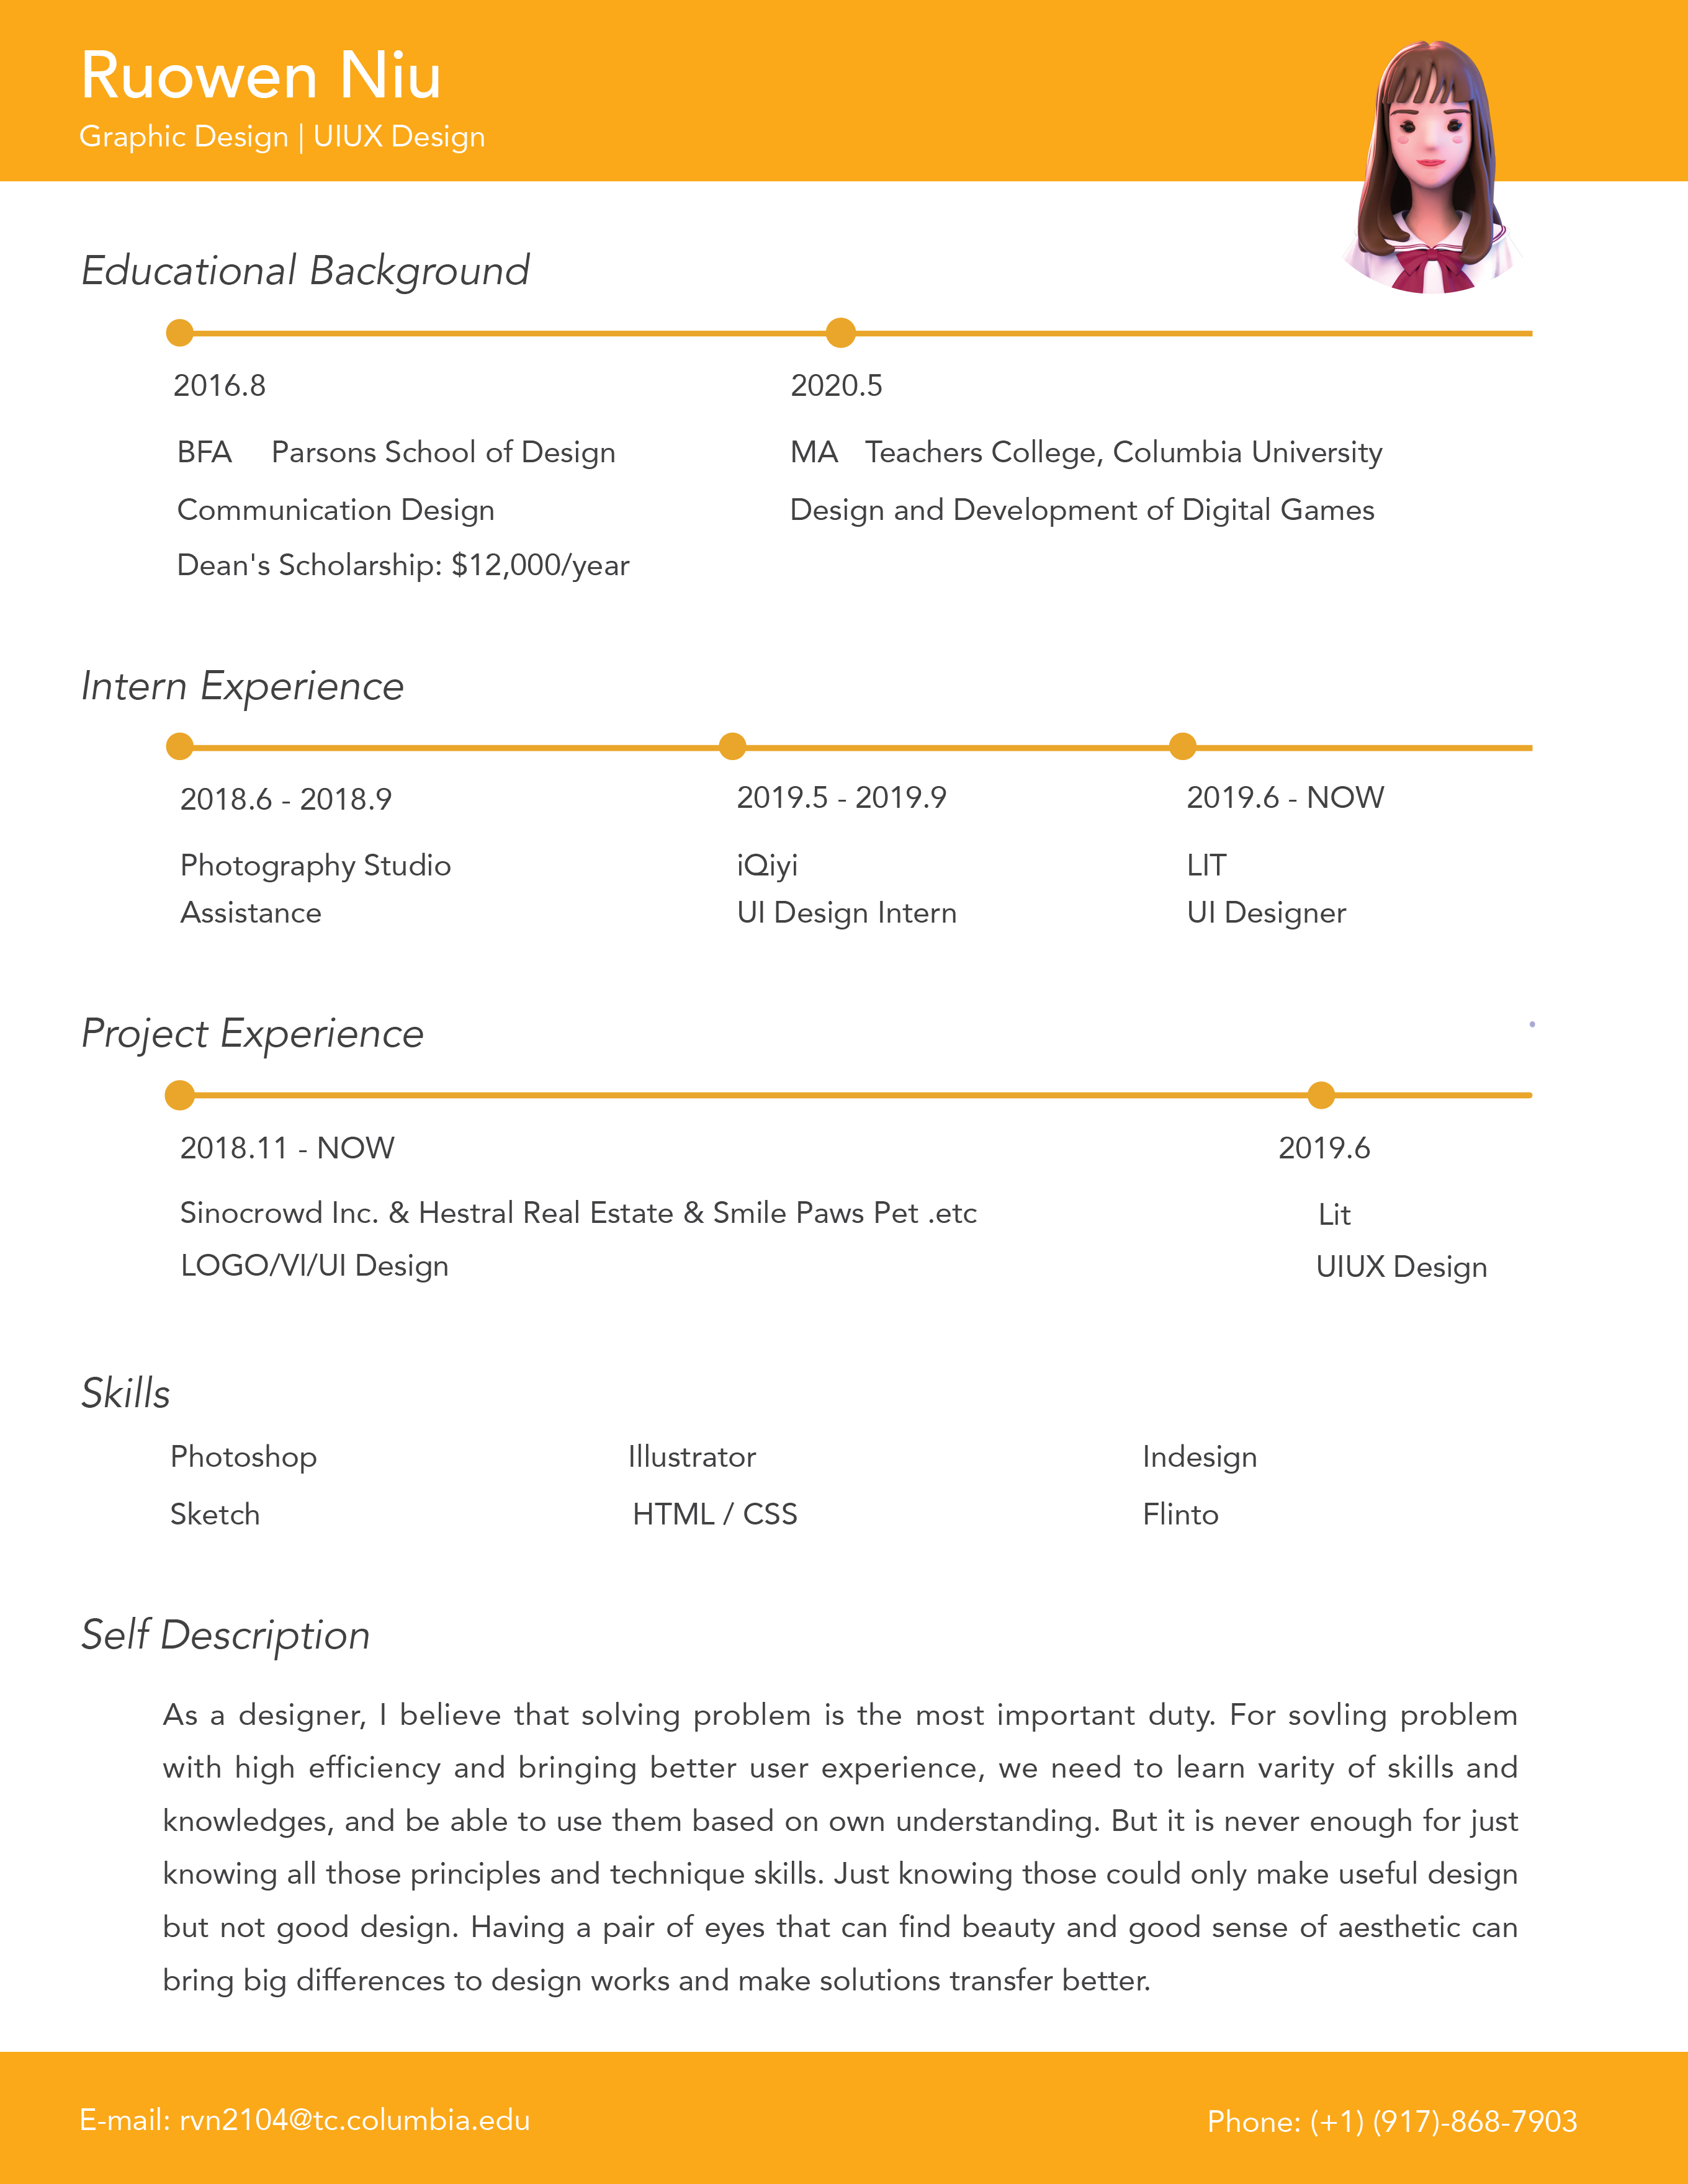 Ruowen Niu
Graphic Design | UIUX Design
Educational Background
2016.8
2020.5
BFA Parsons School of Design
MA Teachers College, Columbia University
Communication Design
Design and Development of Digital Games
Dean's Scholarship: $12,000/year
Intern Experience
2018.6 - 2018.9
2019.5 - 2019.9
2019.6 - NOW
Photography Studio
iQiyi
LIT
Assistance
UI Design Intern
UI Designer
Project Experience
2018.11 - NOW
2019.6
Sinocrowd Inc. & Hestral Real Estate & Smile Paws Pet .etc
Lit
LOGO/VI/UI Design
UIUX Design
Skills
Photoshop
Illustrator
Indesign
Sketch
HTML / CSS
Flinto
Self Description
As a designer, I believe that solving problem is the most important duty. For sovling problem
with high efficiency and bringing better user experience, we need to learn varity of skills and
knowledges, and be able to use them based on own understanding. But it is never enough for just
knowing all those principles and technique skills. Just knowing those could only make useful design
but not good design. Having a pair of eyes that can find beauty and good sense of aesthetic can
bring big differences to design works and make solutions transfer better.
E-mail: rvn2104@tc.columbia.edu
Phone: (+1) (917)-868-7903